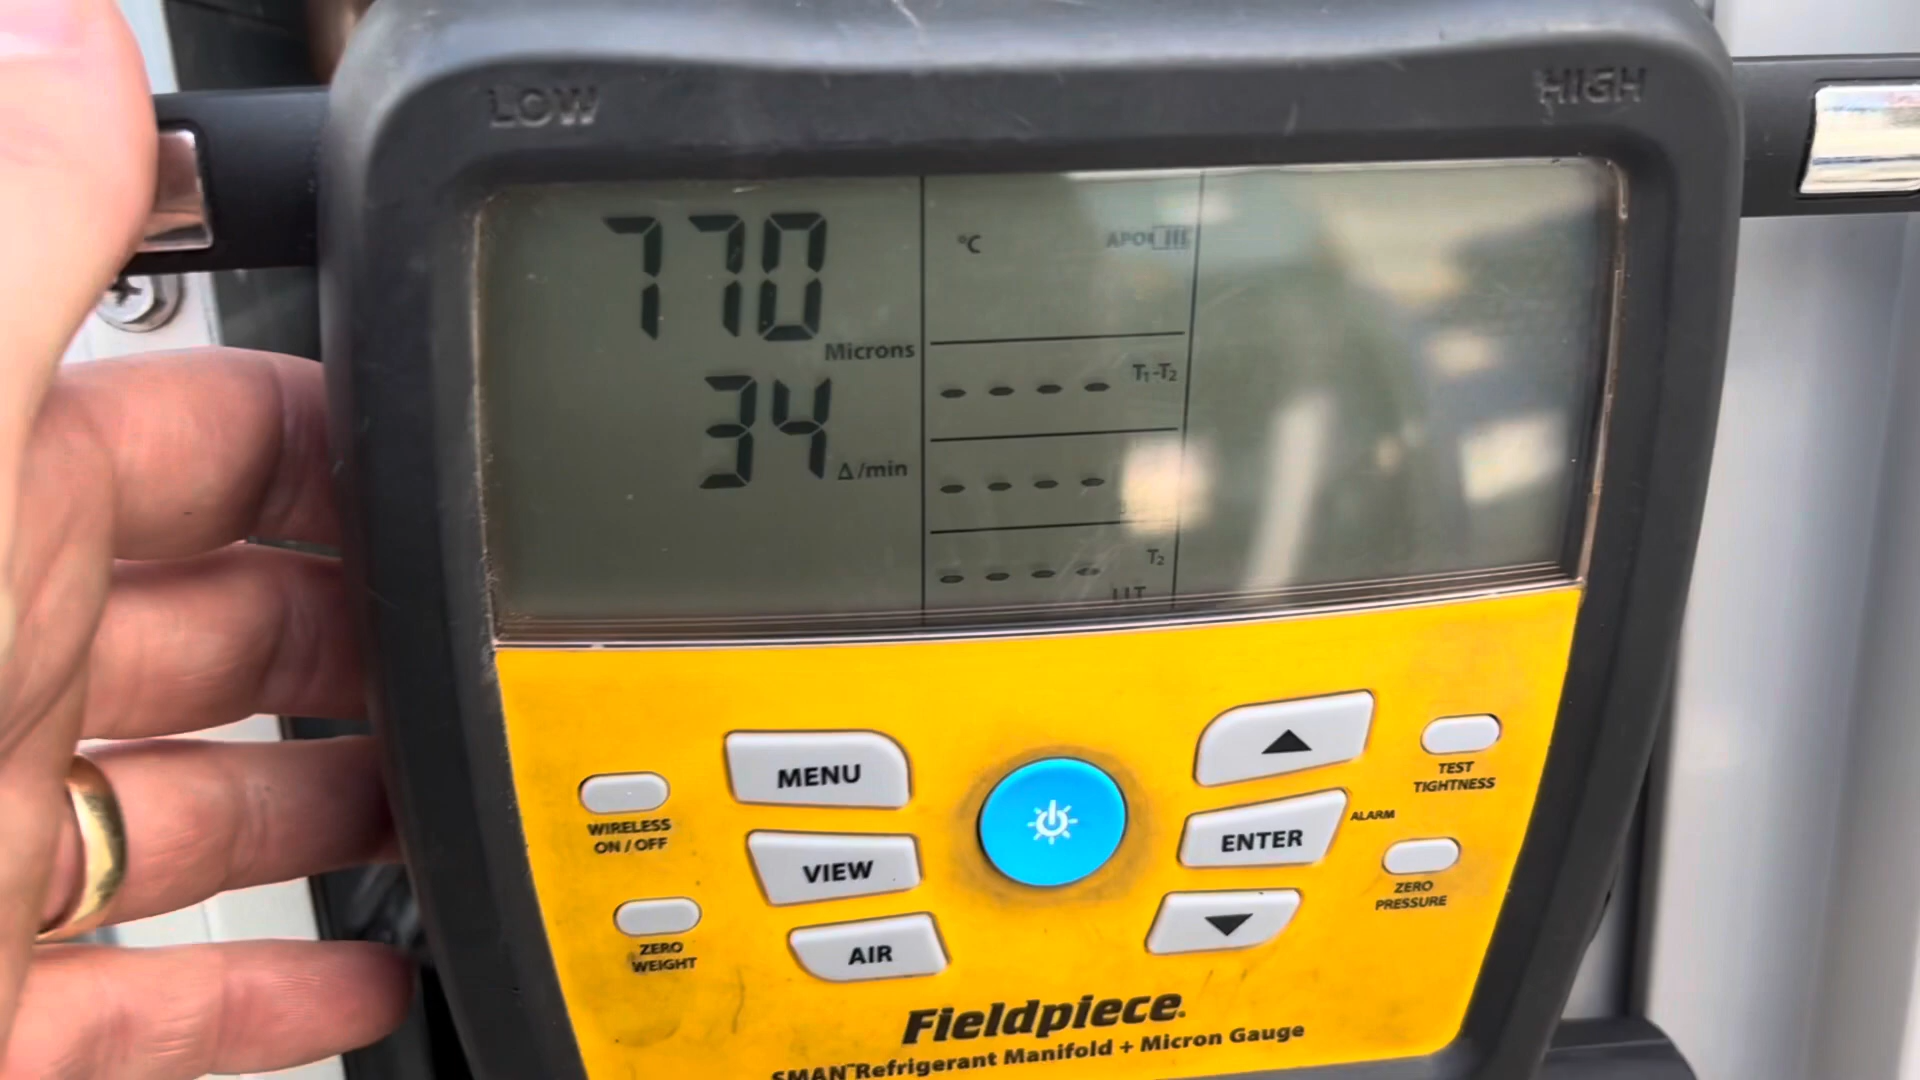 LOW
HIGH
770
Microns
34
Δ/min
°C
APO
T₁-T₂
T₂
MENU
VIEW
AIR
ENTER
WIRELESS
ON / OFF
ZERO
WEIGHT
TEST
TIGHTNESS
ALARM
ZERO
PRESSURE
Fieldpiece.
SMAN™ Refrigerant Manifold + Micron Gauge